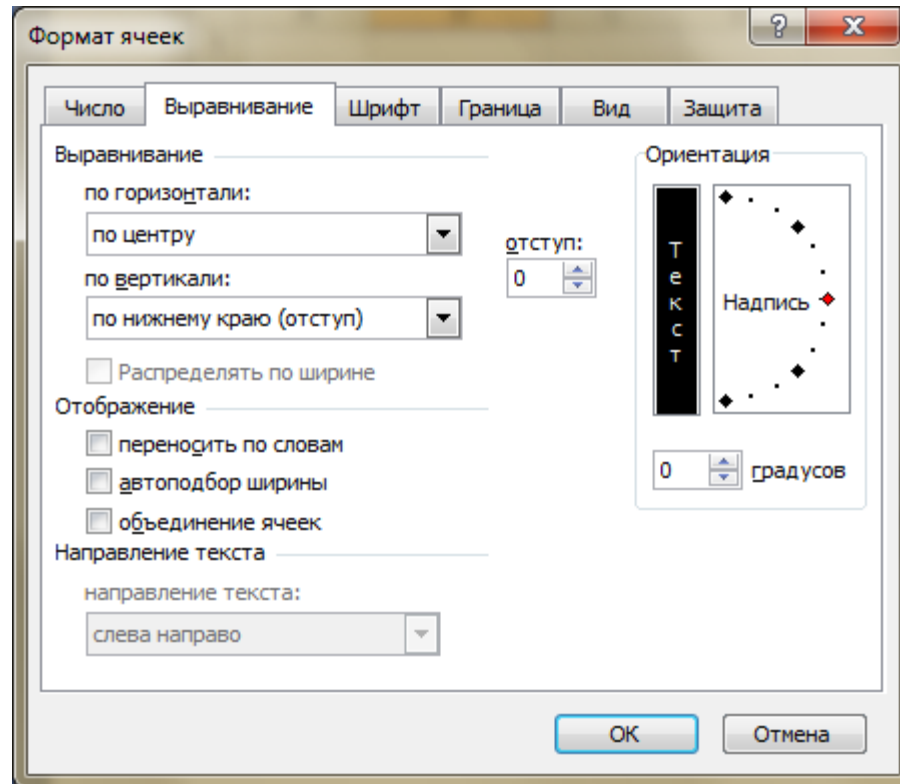 Формат ячеек
Число Выравнивание Шрифт Граница Вид Защита
Выравнивание
по горизонтали:
по центру
отступ:
0
по вертикали:
по нижнему краю (отступ)
Распределять по ширине
Отображение
переносить по словам
автоподбор ширины
объединение ячеек
Направление текста
направление текста:
слева направо
Ориентация
Текст
Надпись
0 градусов
ОК Отмена